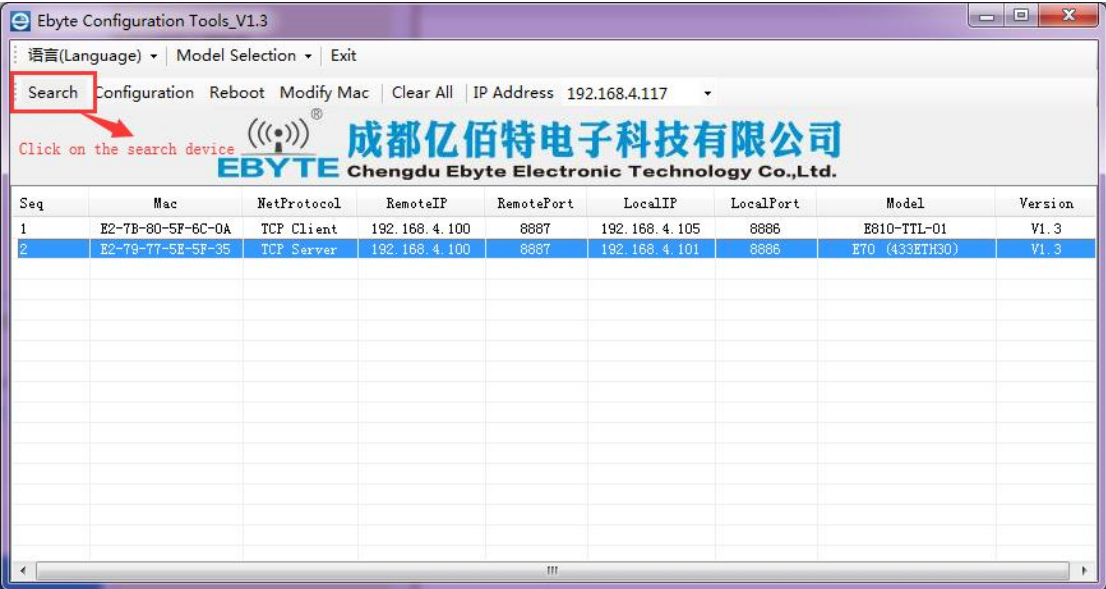 Ebyte Configuration Tools_V1.3
语言(Language) Model Selection Exit
Search Configuration Reboot Modify Mac Clear All IP Address 192.168.4.117
Click on the search device
EBYTE ®
成都亿佰特电子科技有限公司
Chengdu Ebyte Electronic Technology Co.,Ltd.
Seq Mac NetProtocol RemoteIP RemotePort LocalIP LocalPort Model Version
1 E2-7B-80-5F-6C-0A TCP Client 192.168.4.100 8887 192.168.4.105 8886 E810-TTL-01 V1.3
2 E2-79-77-5E-5F-35 TCP Server 192.168.4.100 8887 192.168.4.101 8886 E70 (433ETH30) V1.3